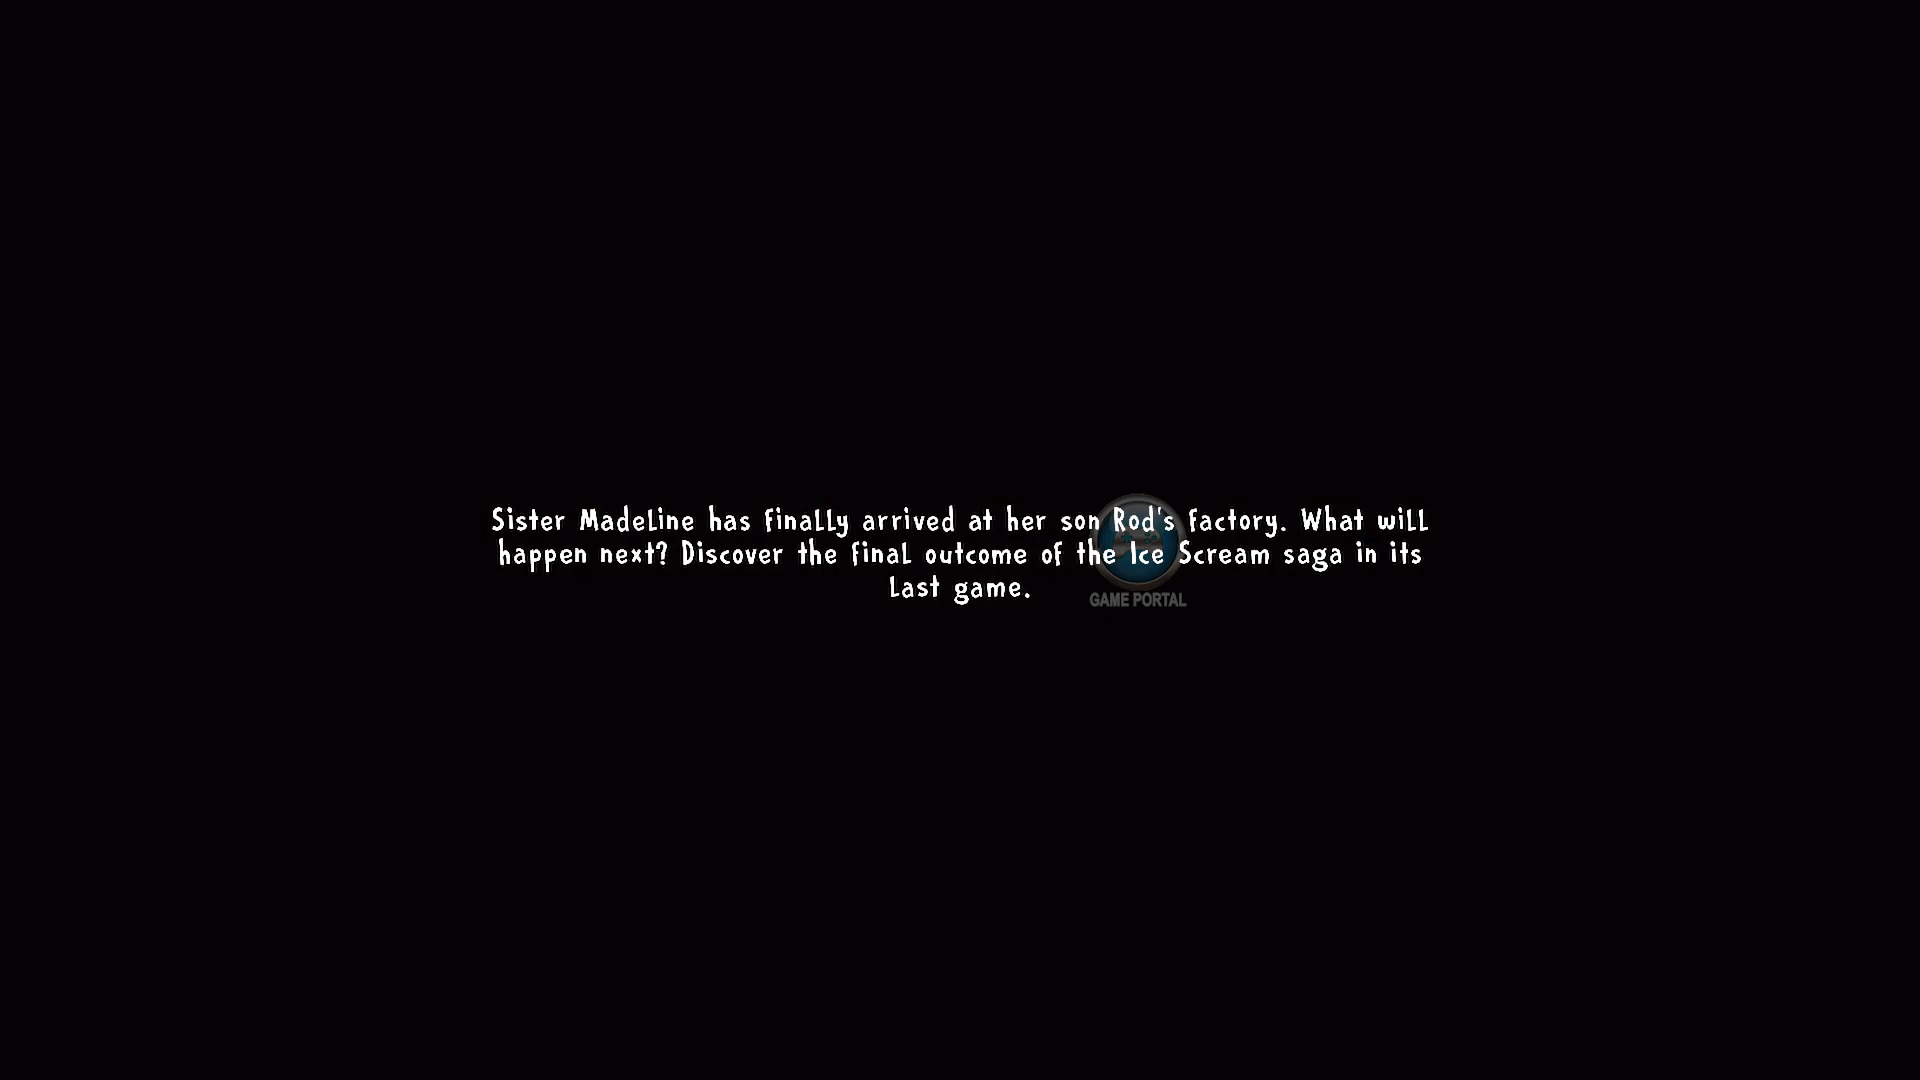 Sister Madeline has finally arrived at her son Rod's factory. What will
happen next? Discover the final outcome of the Ice Scream saga in its
last game.
GAME PORTAL